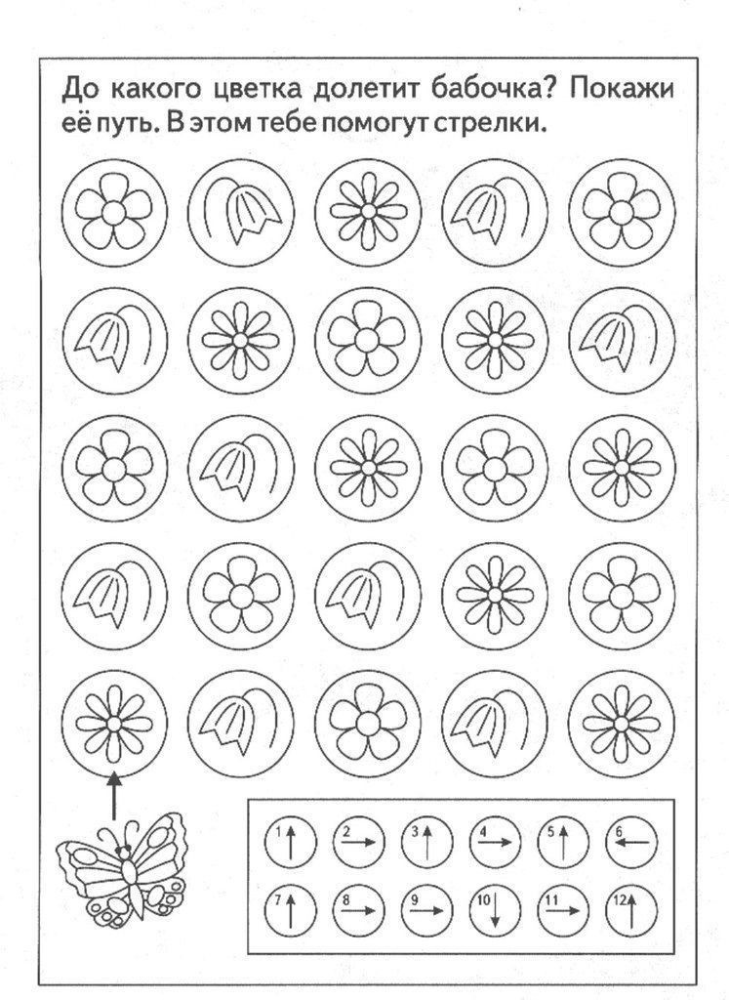 До какого цветка долетит бабочка? Покажи
её путь. В этом тебе помогут стрелки.
1 2 3 4 5 6
7 8 9 10 11 12